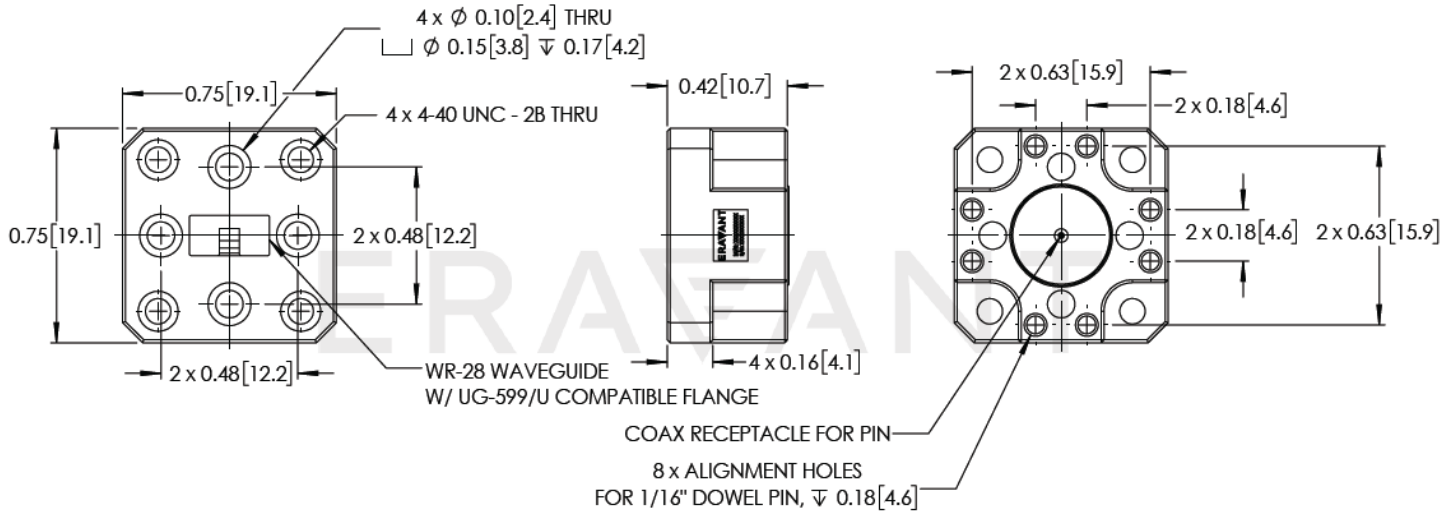 4 x Ø 0.10[2.4] THRU
⌴ Ø 0.15[3.8] ↧ 0.17[4.2]
0.75[19.1]
4 x 4-40 UNC - 2B THRU
0.75[19.1]
2 x 0.48[12.2]
2 x 0.48[12.2]
WR-28 WAVEGUIDE
W/ UG-599/U COMPATIBLE FLANGE
0.42[10.7]
ERAVANT
4 x 0.16[4.1]
2 x 0.63[15.9]
2 x 0.18[4.6]
2 x 0.18[4.6]
2 x 0.63[15.9]
COAX RECEPTACLE FOR PIN
8 x ALIGNMENT HOLES
FOR 1/16" DOWEL PIN, ↧ 0.18[4.6]
ERAVANT